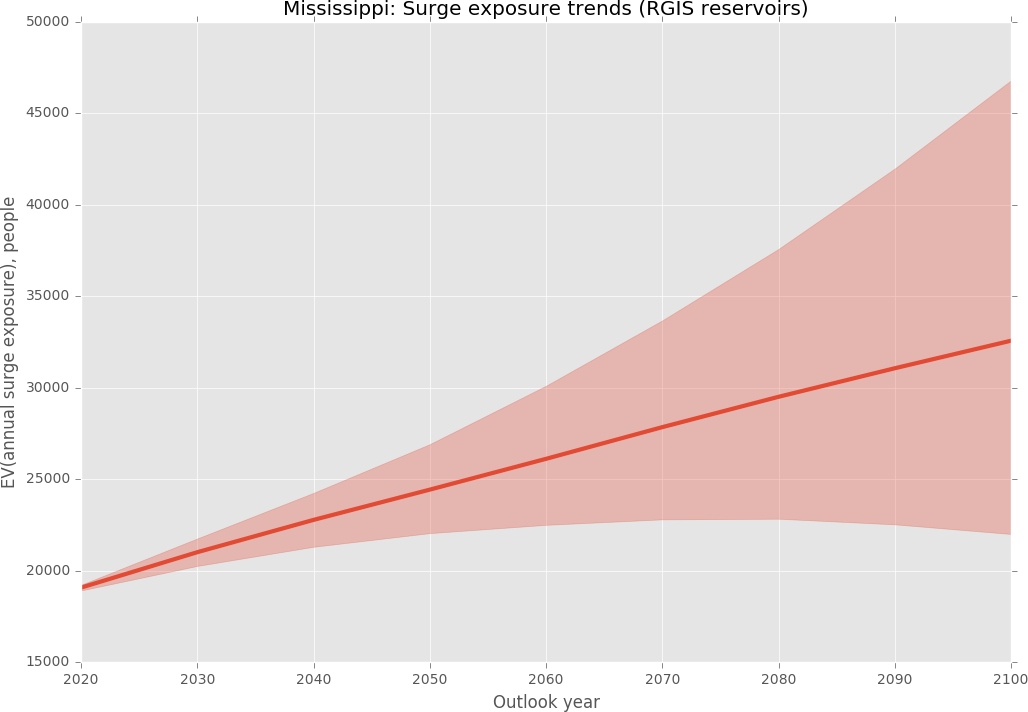 Mississippi: Surge exposure trends (RGIS reservoirs)
EV(annual surge exposure), people
50000
45000
40000
35000
30000
25000
20000
15000
2020 2030 2040 2050 2060 2070 2080 2090 2100
Outlook year